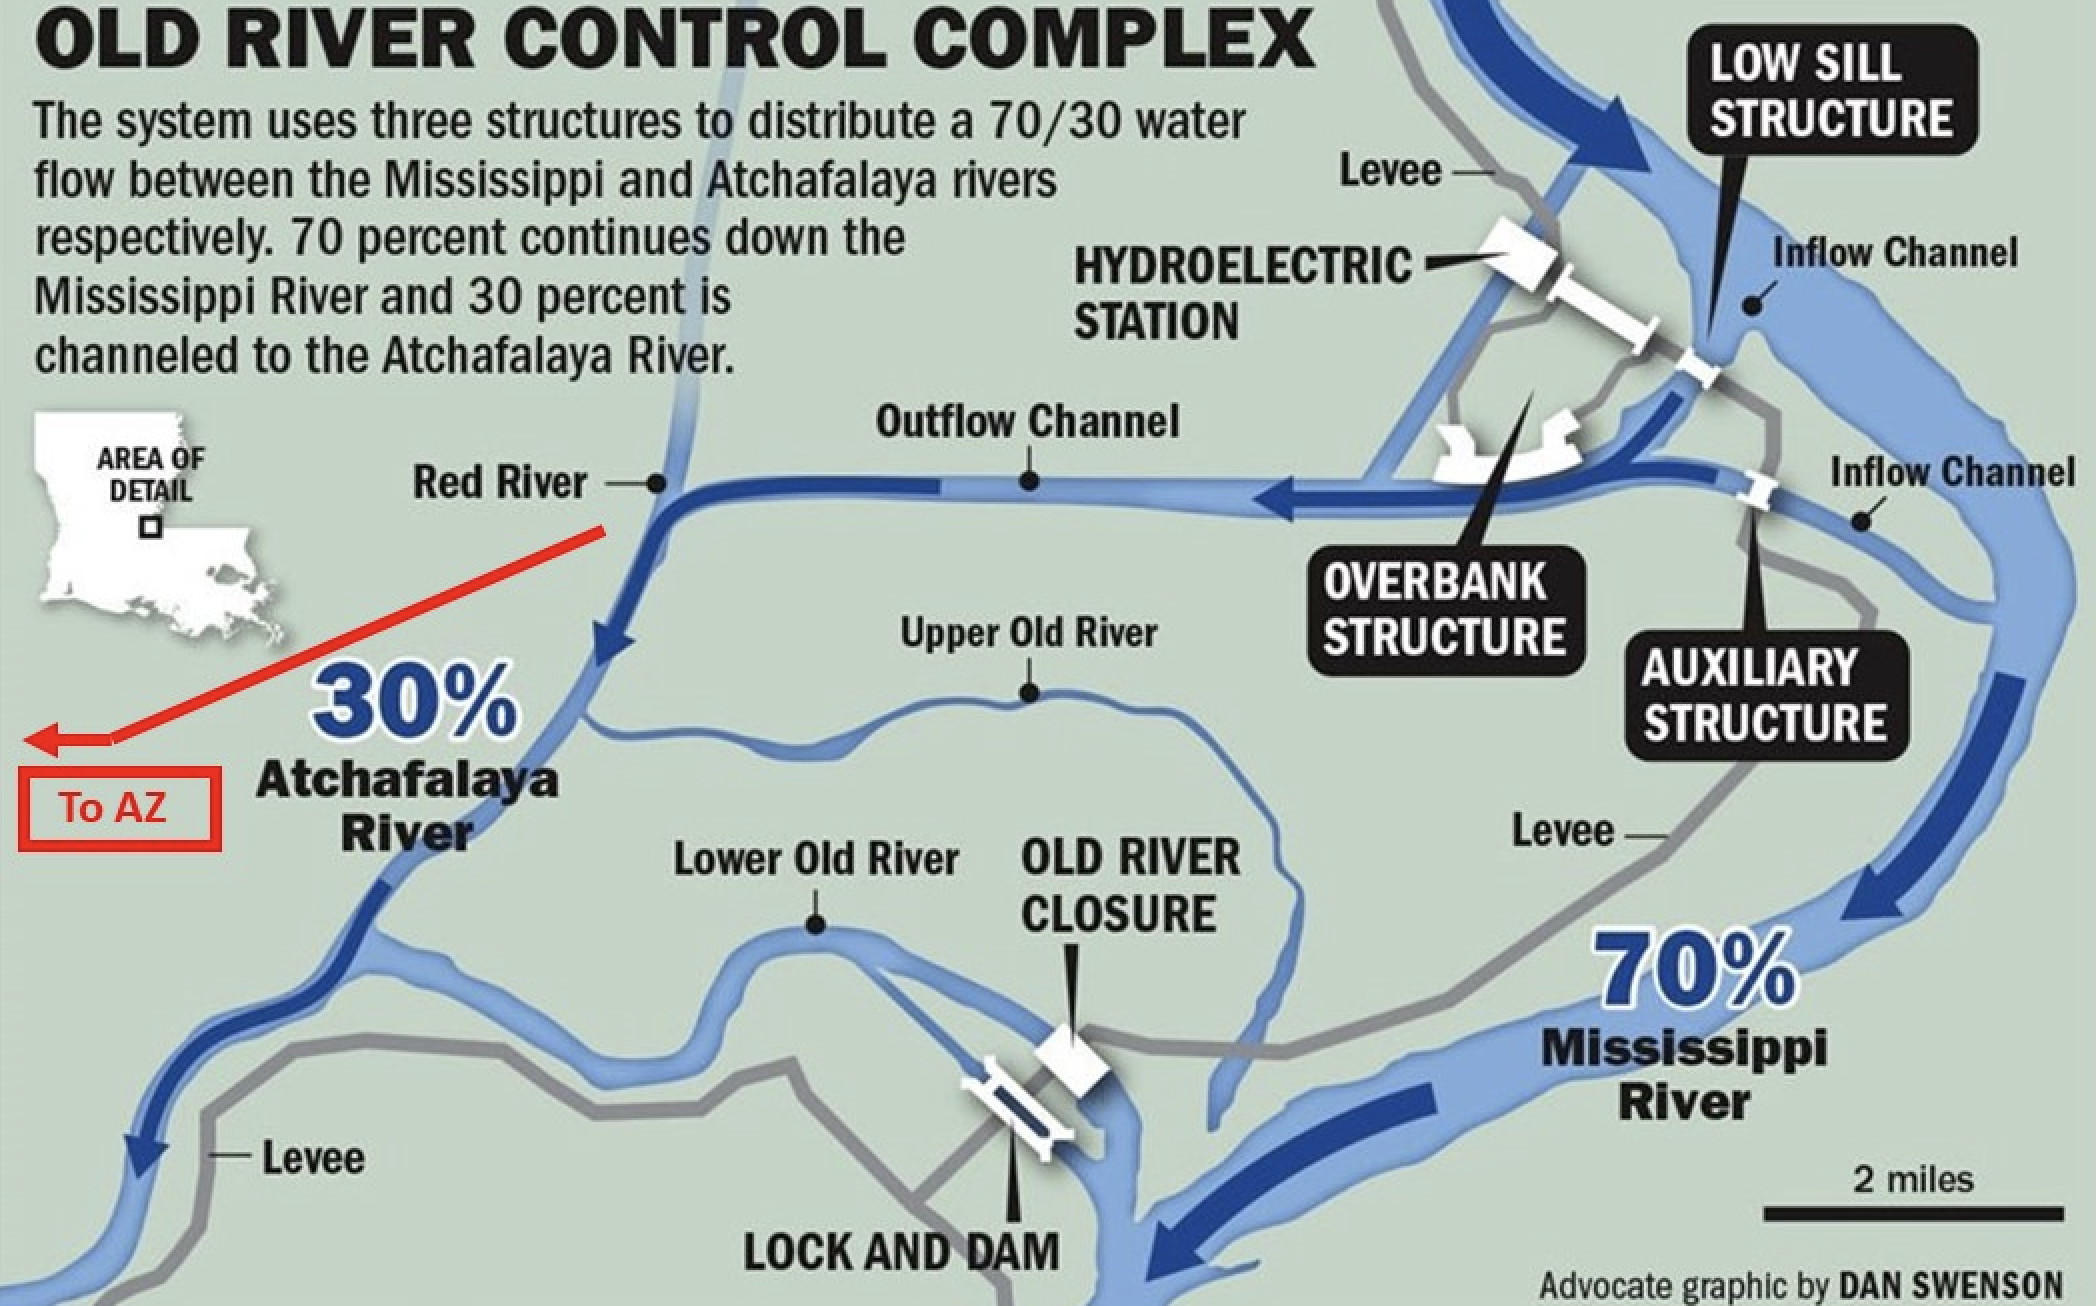 OLD RIVER CONTROL COMPLEX
The system uses three structures to distribute a 70/30 water
flow between the Mississippi and Atchafalaya rivers
respectively. 70 percent continues down the
Mississippi River and 30 percent is
channeled to the Atchafalaya River.
LOW SILL
STRUCTURE
Levee
Inflow Channel
HYDROELECTRIC
STATION
Outflow Channel
AREA OF
DETAIL
Red River
Inflow Channel
OVERBANK
STRUCTURE
Upper Old River
AUXILIARY
STRUCTURE
30%
Atchafalaya
River
To AZ
Levee
Lower Old River
OLD RIVER
CLOSURE
70%
Mississippi
River
Levee
2 miles
LOCK AND DAM
Advocate graphic by DAN SWENSON